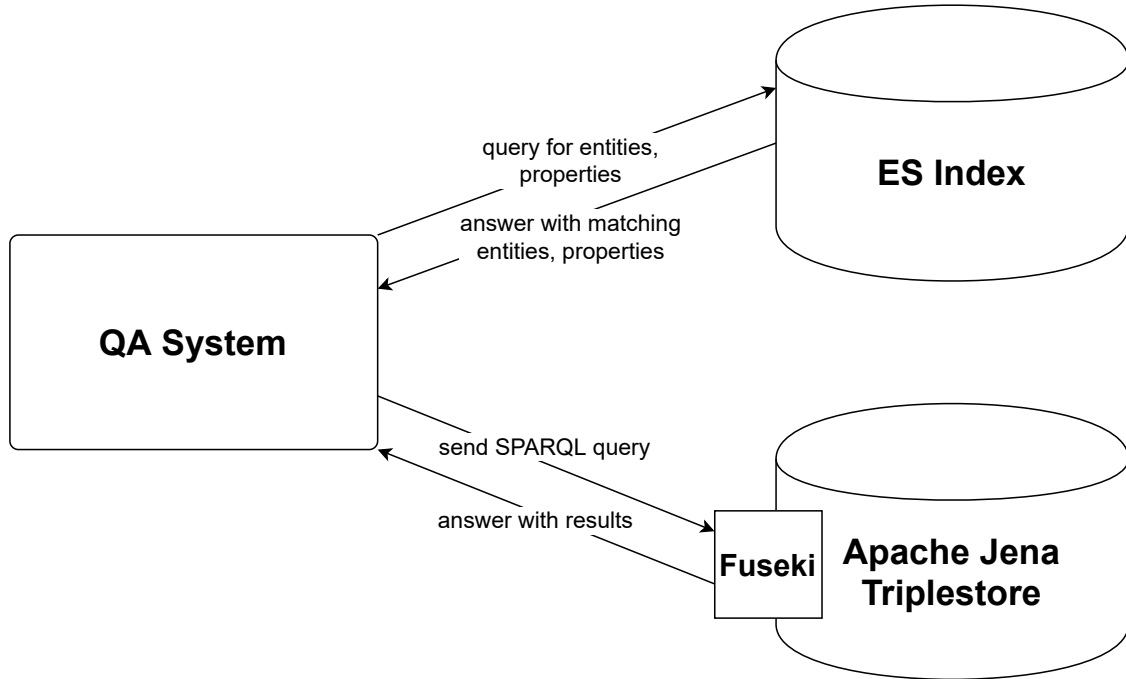 query for entities,
properties
ES Index
answer with matching
entities, properties
QA System
send SPARQL query
answer with results
Fuseki
Apache Jena
Triplestore